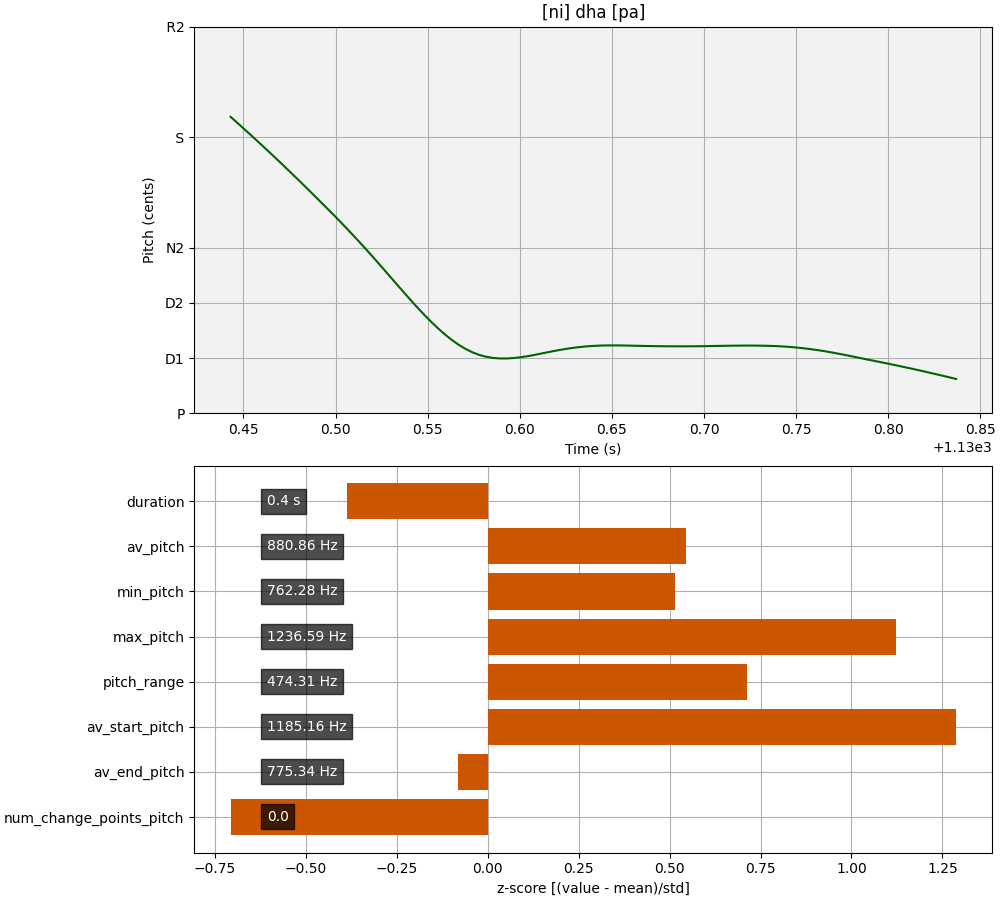 [ni] dha [pa]
R2
S
N2
D2
D1
P
Pitch (cents)
0.45 0.50 0.55 0.60 0.65 0.70 0.75 0.80 0.85
Time (s)
+1.13e3
duration 0.4 s
av_pitch 880.86 Hz
min_pitch 762.28 Hz
max_pitch 1236.59 Hz
pitch_range 474.31 Hz
av_start_pitch 1185.16 Hz
av_end_pitch 775.34 Hz
num_change_points_pitch 0.0
−0.75 −0.50 −0.25 0.00 0.25 0.50 0.75 1.00 1.25
z-score [(value - mean)/std]